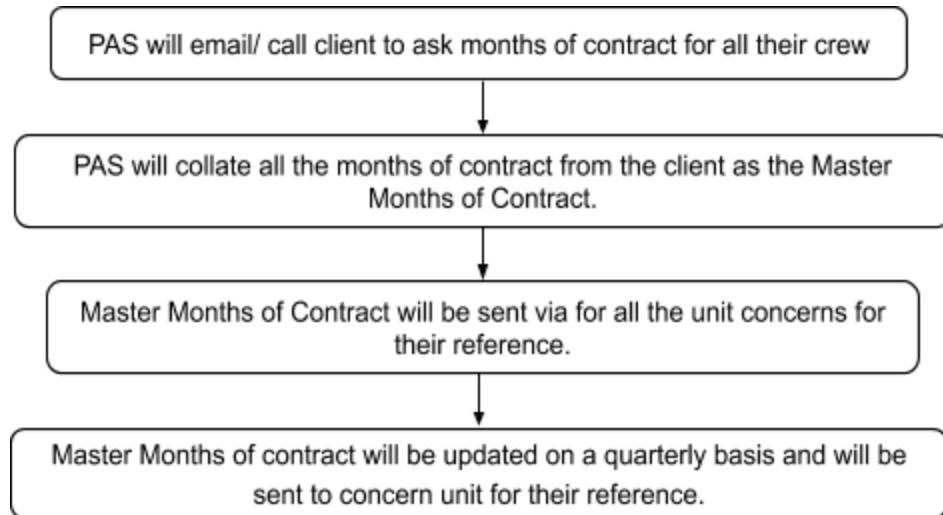 PAS will email/ call client to ask months of contract for all their crew
PAS will collate all the months of contract from the client as the Master
Months of Contract.
Master Months of Contract will be sent via for all the unit concerns for
their reference.
Master Months of contract will be updated on a quarterly basis and will be
sent to concern unit for their reference.